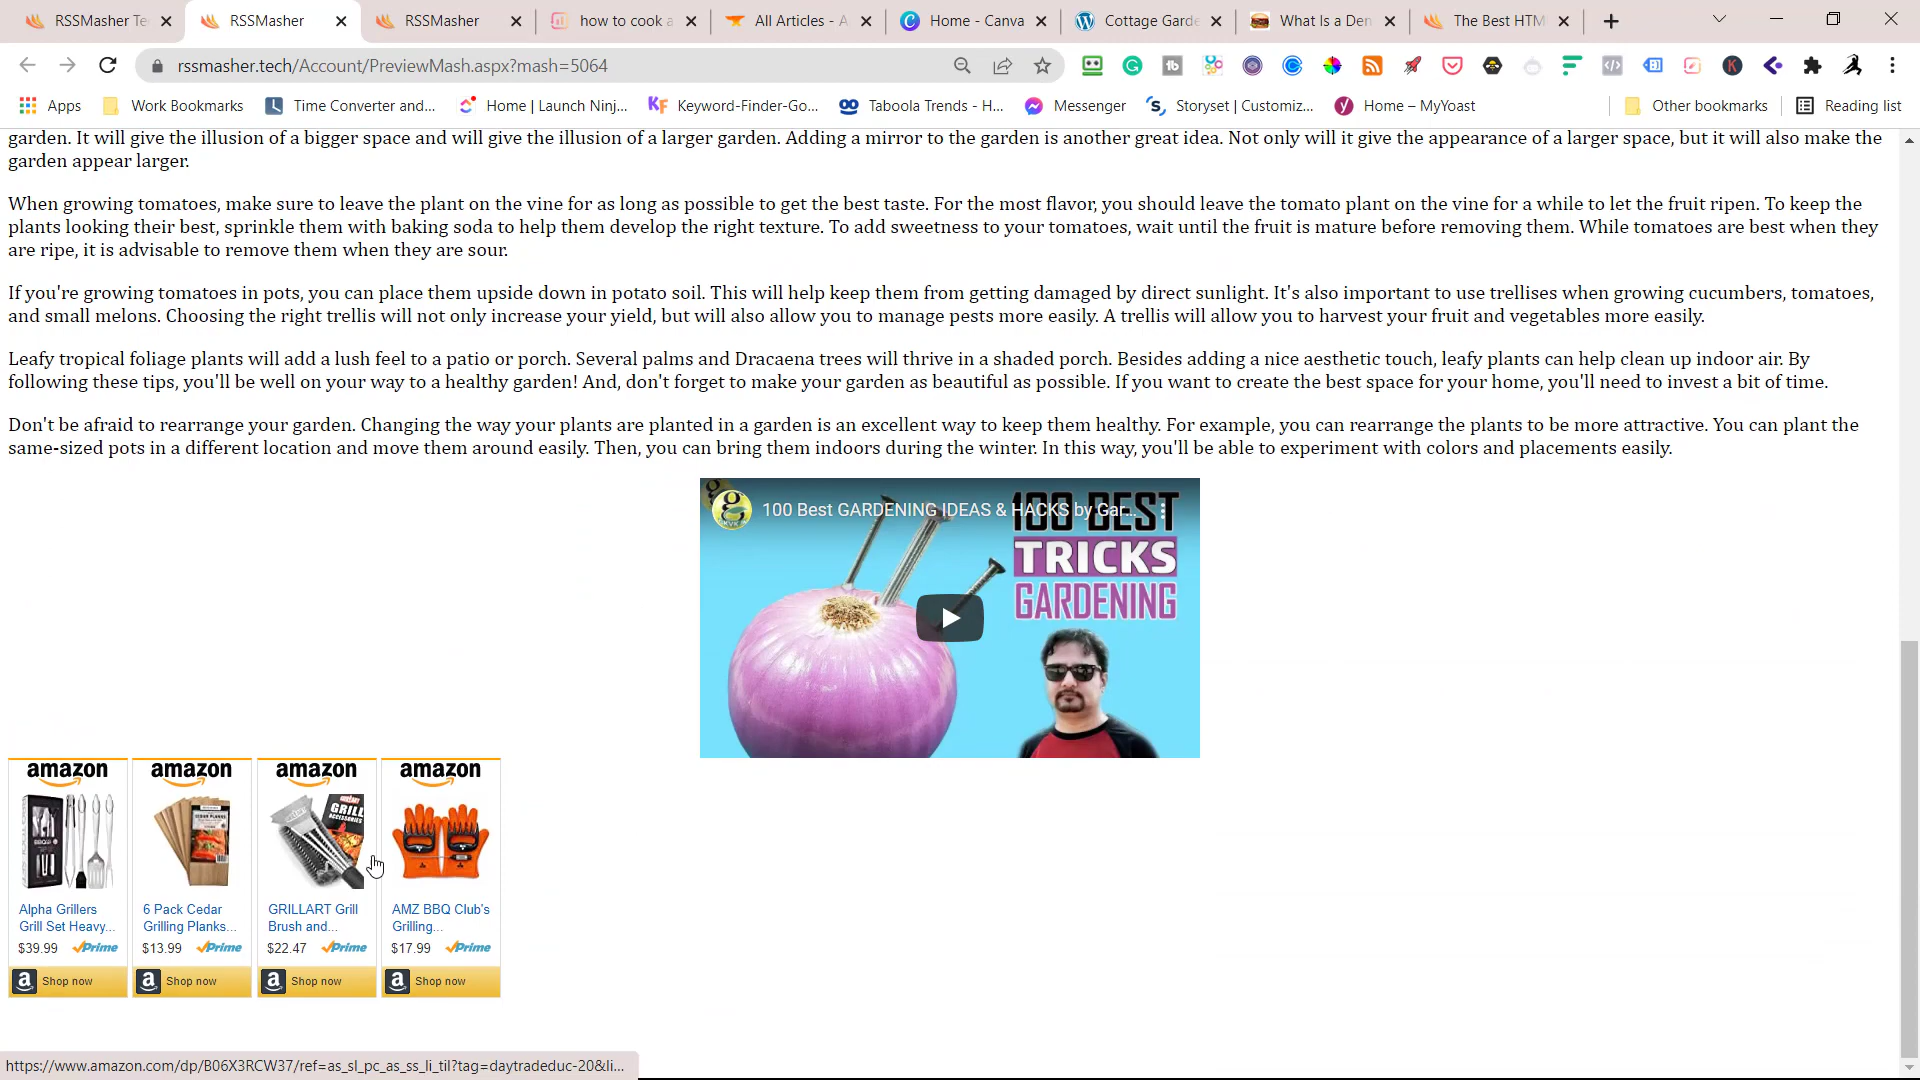 RSSMasher Te
RSSMasher
RSSMasher
how to cook a
All Articles - A
Home - Canva
Cottage Garde
What Is a Den
The Best HTM
rssmasher.tech/Account/PreviewMash.aspx?mash=5064
Apps
Work Bookmarks
Time Converter and...
Home | Launch Ninj...
Keyword-Finder-Go...
Taboola Trends - H...
Messenger
Storyset | Customiz...
Home – MyYoast
Other bookmarks
Reading list
garden. It will give the illusion of a bigger space and will give the illusion of a larger garden. Adding a mirror to the garden is another great idea. Not only will it give the appearance of a larger space, but it will also make the
garden appear larger.
When growing tomatoes, make sure to leave the plant on the vine for as long as possible to get the best taste. For the most flavor, you should leave the tomato plant on the vine for a while to let the fruit ripen. To keep the
plants looking their best, sprinkle them with baking soda to help them develop the right texture. To add sweetness to your tomatoes, wait until the fruit is mature before removing them. While tomatoes are best when they
are ripe, it is advisable to remove them when they are sour.
If you're growing tomatoes in pots, you can place them upside down in potato soil. This will help keep them from getting damaged by direct sunlight. It's also important to use trellises when growing cucumbers, tomatoes,
and small melons. Choosing the right trellis will not only increase your yield, but will also allow you to manage pests more easily. A trellis will allow you to harvest your fruit and vegetables more easily.
Leafy tropical foliage plants will add a lush feel to a patio or porch. Several palms and Dracaena trees will thrive in a shaded porch. Besides adding a nice aesthetic touch, leafy plants can help clean up indoor air. By
following these tips, you'll be well on your way to a healthy garden! And, don't forget to make your garden as beautiful as possible. If you want to create the best space for your home, you'll need to invest a bit of time.
Don't be afraid to rearrange your garden. Changing the way your plants are planted in a garden is an excellent way to keep them healthy. For example, you can rearrange the plants to be more attractive. You can plant the
same-sized pots in a different location and move them around easily. Then, you can bring them indoors during the winter. In this way, you'll be able to experiment with colors and placements easily.
100 Best GARDENING IDEAS & HACKS by Gar...
100 BEST
TRICKS
GARDENING
amazon
amazon
amazon
amazon
GRILL
Alpha Grillers
Grill Set Heavy...
$39.99 Prime
6 Pack Cedar
Grilling Planks...
$13.99 Prime
GRILLART Grill
Brush and...
$22.47 Prime
AMZ BBQ Club's
Grilling...
$17.99 Prime
Shop now
Shop now
Shop now
Shop now
https://www.amazon.com/dp/B06X3RCW37/ref=as_sl_pc_as_ss_li_til?tag=daytradeduc-20&li...